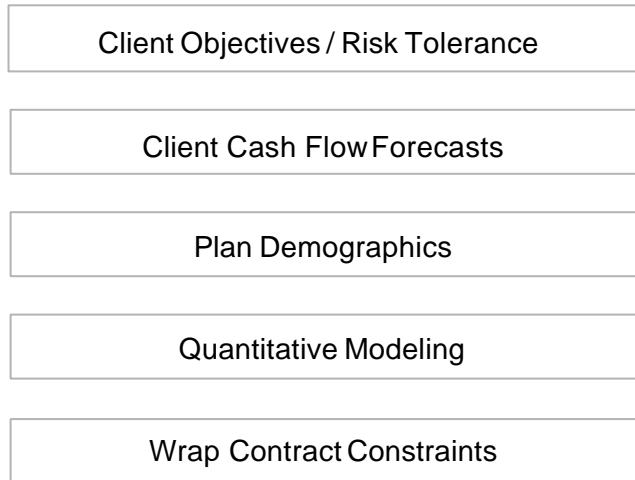 Client Objectives / Risk Tolerance
Client Cash Flow Forecasts
Plan Demographics
Quantitative Modeling
Wrap Contract Constraints